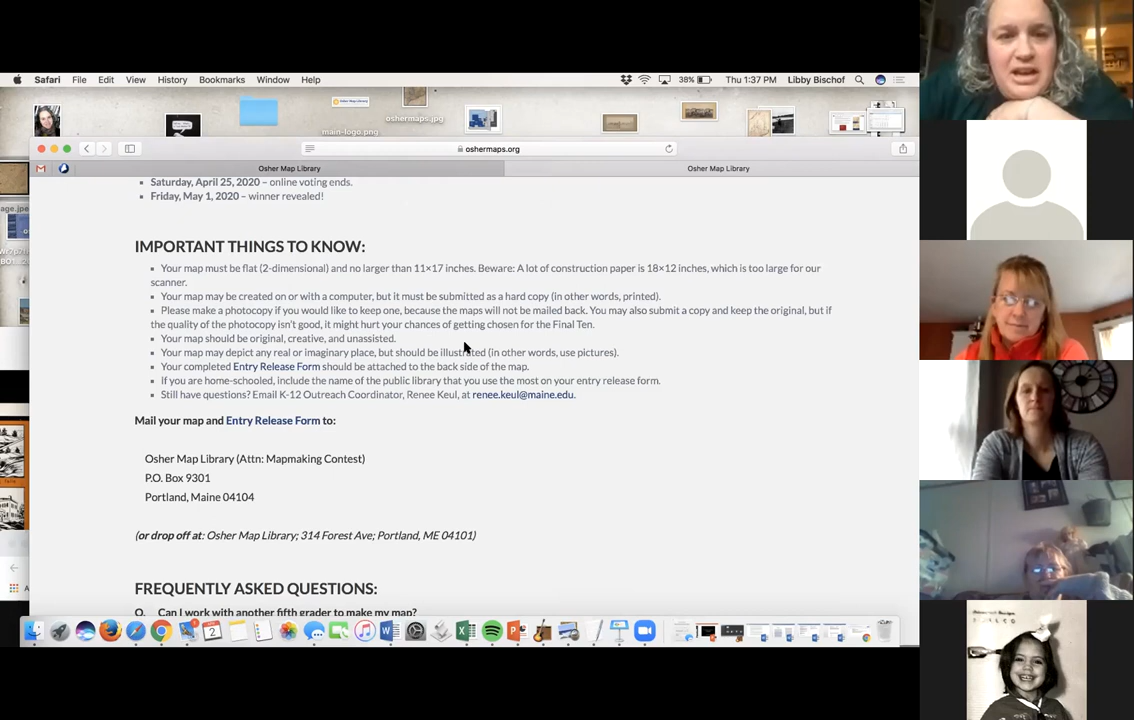 Safari File Edit View History Bookmarks Window Help 38% Thu 1:37 PM Libby Bischof
main-logo.png
oshermaps.jpg
oshermaps.org
Osher Map Library Osher Map Library
Saturday, April 25, 2020 – online voting ends.
Friday, May 1, 2020 – winner revealed!
IMPORTANT THINGS TO KNOW:
Your map must be flat (2-dimensional) and no larger than 11×17 inches. Beware: A lot of construction paper is 18×12 inches, which is too large for our
scanner.
Your map may be created on or with a computer, but it must be submitted as a hard copy (in other words, printed).
Please make a photocopy if you would like to keep one, because the maps will not be mailed back. You may also submit a copy and keep the original, but if
the quality of the photocopy isn't good, it might hurt your chances of getting chosen for the Final Ten.
Your map should be original, creative, and unassisted.
Your map may depict any real or imaginary place, but should be illustrated (in other words, use pictures).
Your completed Entry Release Form should be attached to the back side of the map.
If you are home-schooled, include the name of the public library that you use the most on your entry release form.
Still have questions? Email K-12 Outreach Coordinator, Renee Keul, at renee.keul@maine.edu.
Mail your map and Entry Release Form to:
Osher Map Library (Attn: Mapmaking Contest)
P.O. Box 9301
Portland, Maine 04104
(or drop off at: Osher Map Library; 314 Forest Ave; Portland, ME 04101)
FREQUENTLY ASKED QUESTIONS:
Q. Can I work with another fifth grader to make my map?
2